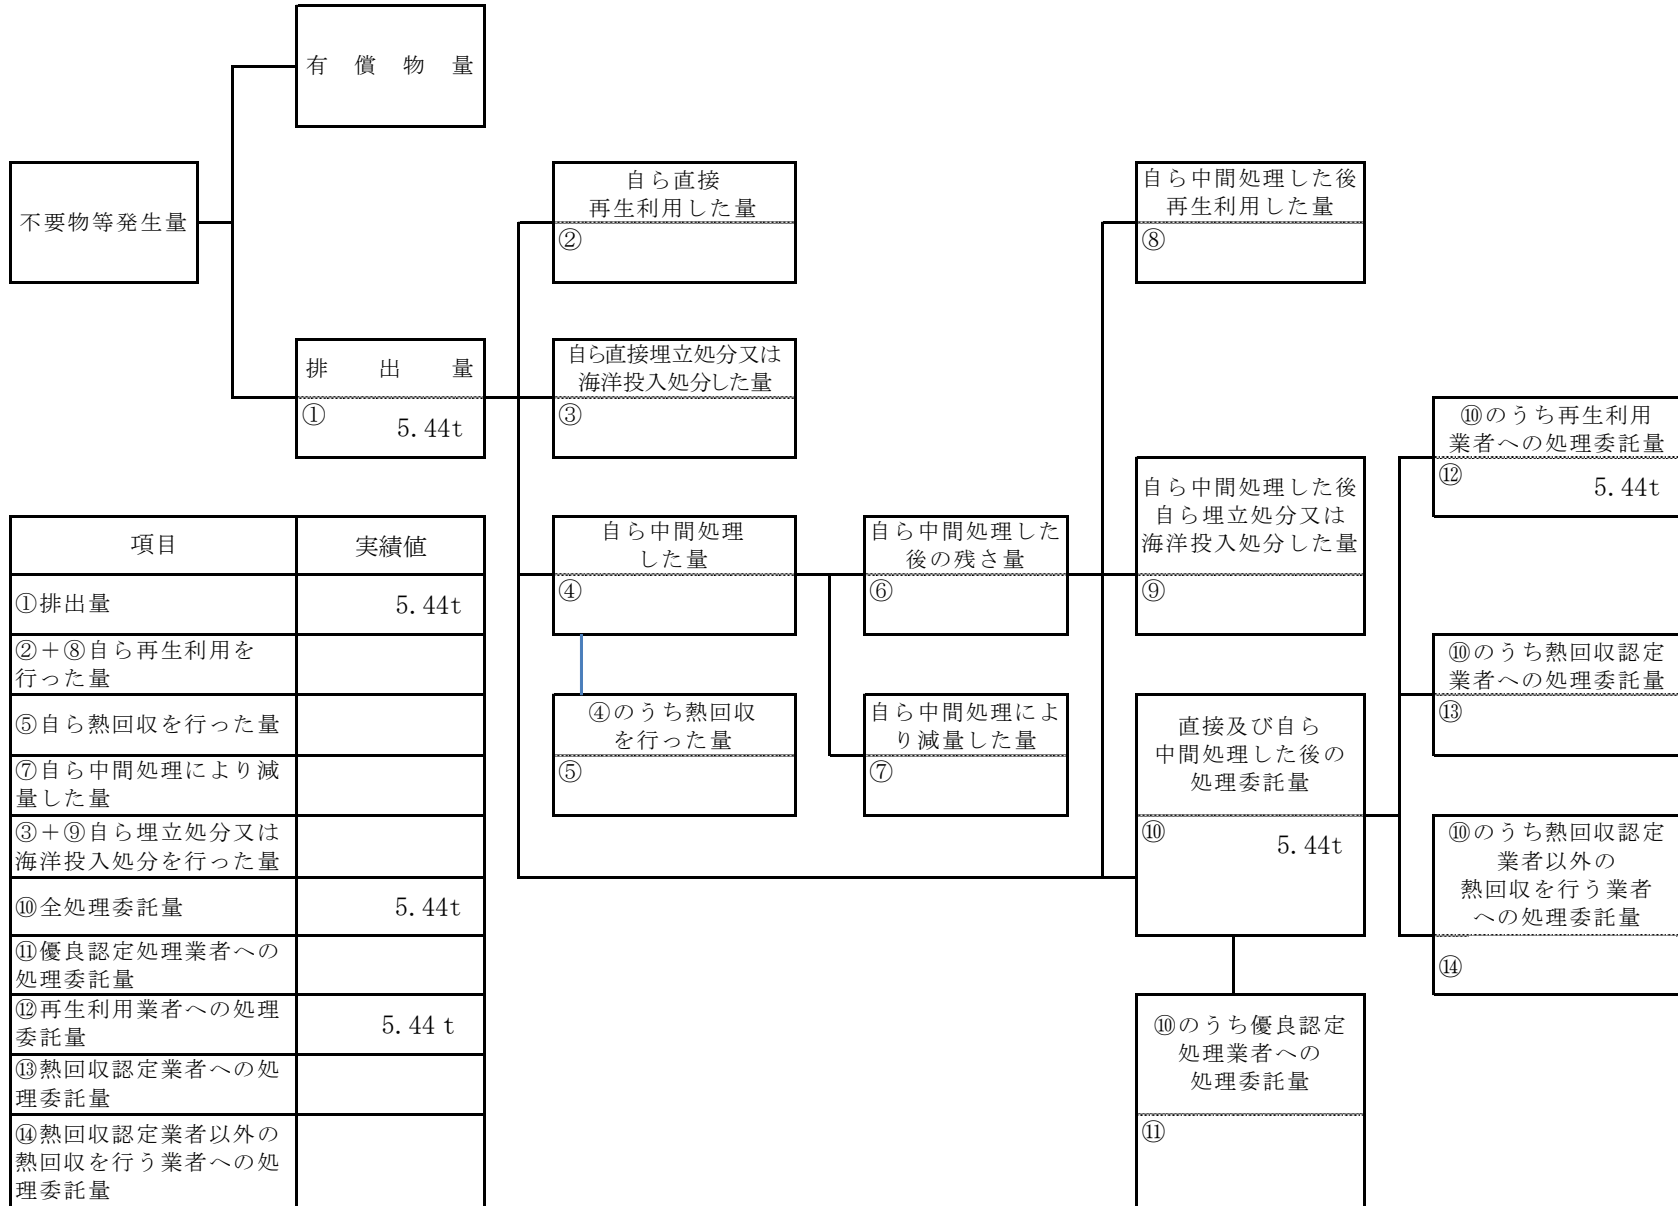 有償物量
不要物等発生量
排出量
①
5.44t
自ら直接
再生利用した量
②
自ら直接埋立処分又は
海洋投入処分した量
③
自ら中間処理
した量
④
④のうち熱回収
を行った量
⑤
自ら中間処理した
後の残さ量
⑥
自ら中間処理によ
り減量した量
⑦
自ら中間処理した後
再生利用した量
⑧
自ら中間処理した後
自ら埋立処分又は
海洋投入処分した量
⑨
直接及び自ら
中間処理した後の
処理委託量
⑩
5.44t
⑩のうち優良認定
処理業者への
処理委託量
⑪
⑩のうち再生利用
業者への処理委託量
⑫
5.44t
⑩のうち熱回収認定
業者への処理委託量
⑬
⑩のうち熱回収認定
業者以外の
熱回収を行う業者
への処理委託量
⑭
項目 実績値
①排出量 5.44t
②＋⑧自ら再生利用を
行った量
⑤自ら熱回収を行った量
⑦自ら中間処理により減
量した量
③＋⑨自ら埋立処分又は
海洋投入処分を行った量
⑩全処理委託量 5.44t
⑪優良認定処理業者への
処理委託量
⑫再生利用業者への処理
委託量
5.44 t
⑬熱回収認定業者への処
理委託量
⑭熱回収認定業者以外の
熱回収を行う業者への処
理委託量